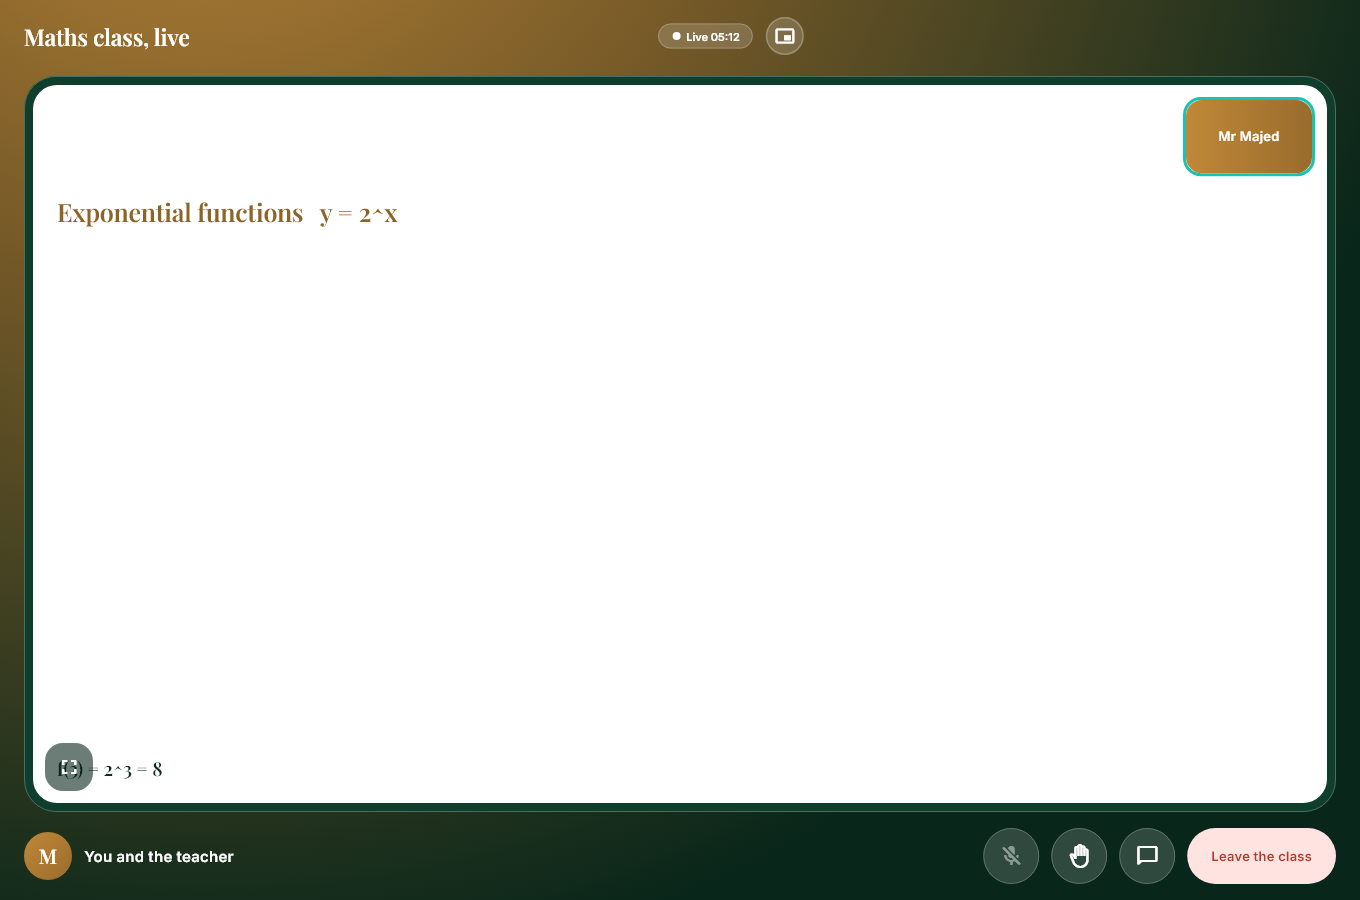 Maths class, live
Live 05:12
Mr Majed
Exponential functions y = 2^x
f(3) = 2^3 = 8
M
You and the teacher
Leave the class